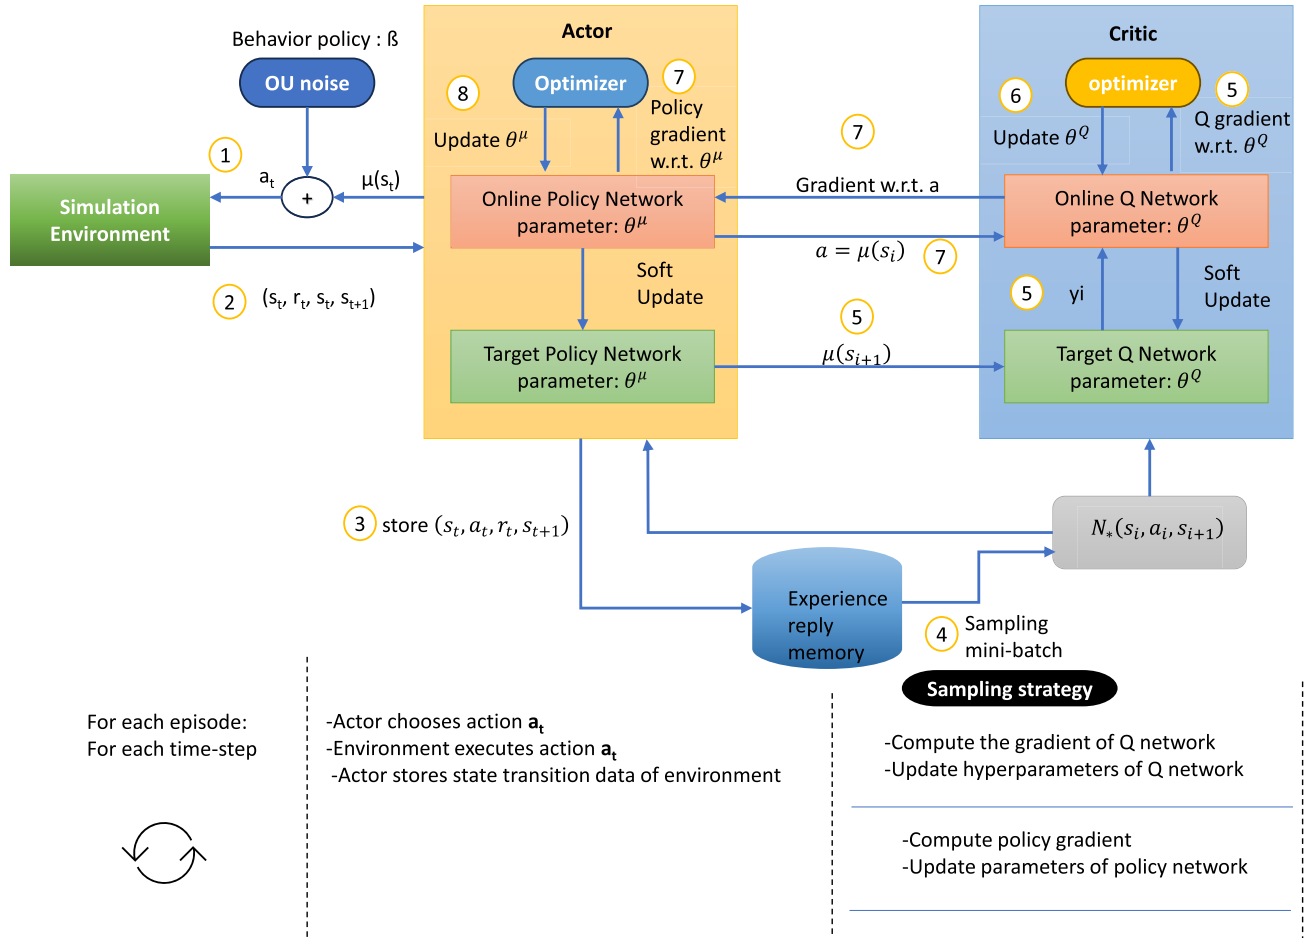 Behavior policy : ß
OU noise
1
a_t
+
μ(s_t)
Simulation
Environment
2
(s_t, r_t, s_t, s_{t+1})
Actor
8
Optimizer
7
Update θ^μ
Policy
gradient
w.r.t. θ^μ
Online Policy Network
parameter: θ^μ
Soft
Update
Target Policy Network
parameter: θ^μ
7
Gradient w.r.t. a
a = μ(s_i)
7
5
μ(s_{i+1})
Critic
6
optimizer
5
Update θ^Q
Q gradient
w.r.t. θ^Q
Online Q Network
parameter: θ^Q
5
yi
Soft
Update
Target Q Network
parameter: θ^Q
3
store (s_t, a_t, r_t, s_{t+1})
N_*(s_i, a_i, s_{i+1})
Experience
reply
memory
4
Sampling
mini-batch
Sampling strategy
For each episode:
For each time-step
-Actor chooses action a_t
-Environment executes action a_t
-Actor stores state transition data of environment
-Compute the gradient of Q network
-Update hyperparameters of Q network
-Compute policy gradient
-Update parameters of policy network